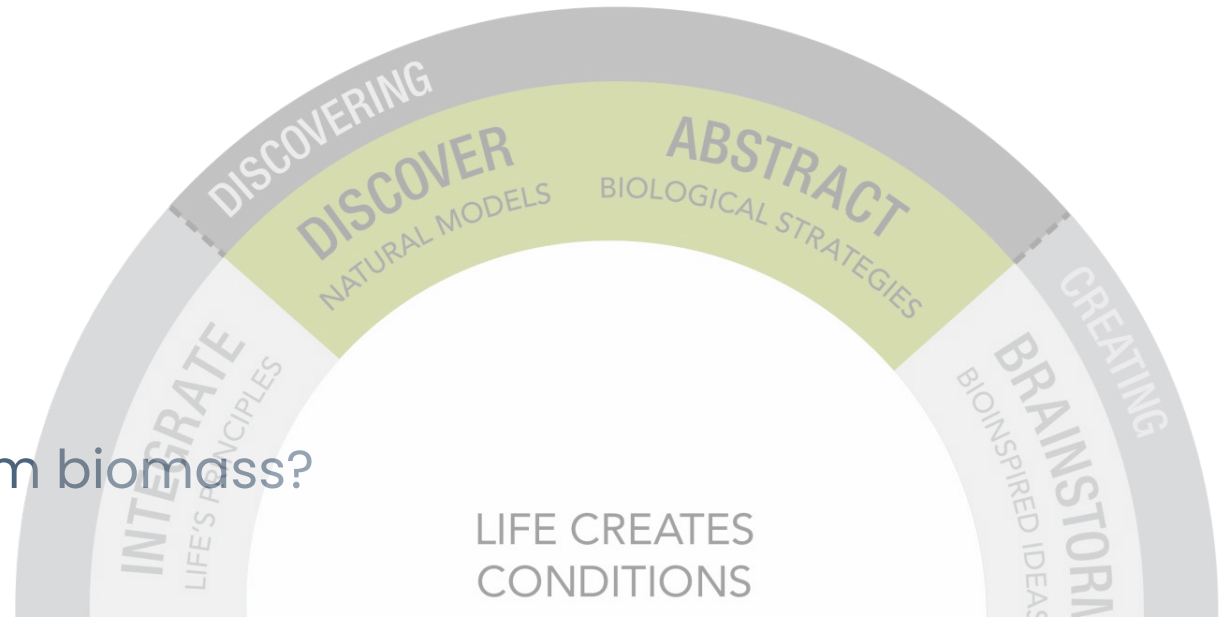 DISCOVERING
DISCOVER
NATURAL MODELS
ABSTRACT
BIOLOGICAL STRATEGIES
CREATING
INTEGRATE
LIFE'S PRINCIPLES
BRAINSTORM
BIOINSPIRED IDEAS
m biomass?
LIFE CREATES
CONDITIONS